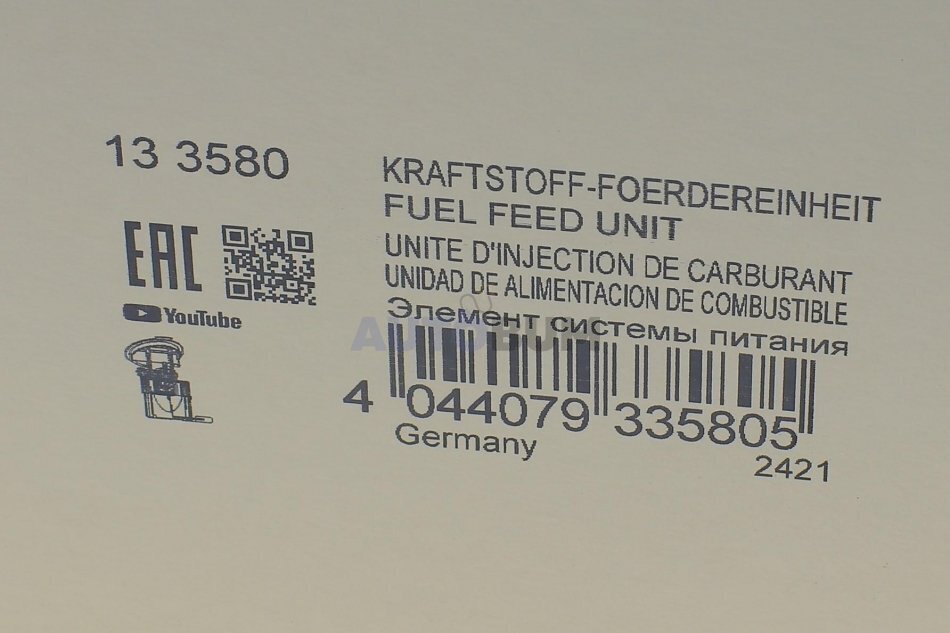 13 3580
KRAFTSTOFF-FOERDEREINHEIT
FUEL FEED UNIT
UNITE D'INJECTION DE CARBURANT
UNIDAD DE ALIMENTACION DE COMBUSTIBLE
Элемент системы питания
EAC
YouTube
AUTOBUM
4 044079 335805
Germany
2421